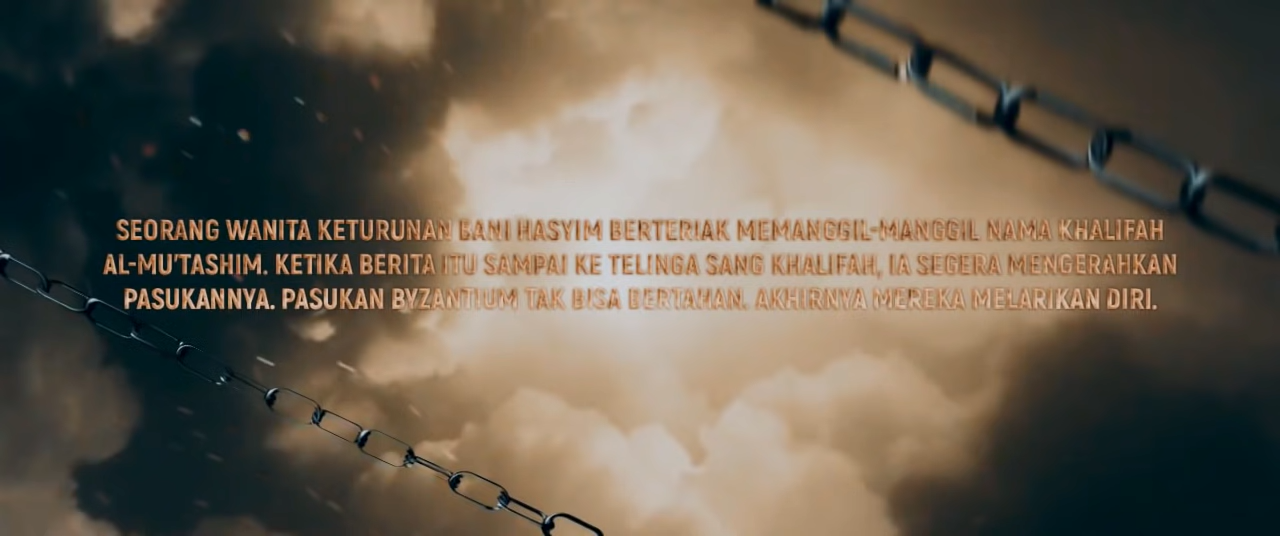 SEORANG WANITA KETURUNAN BANI HASYIM BERTERIAK MEMANGGIL-MANGGIL NAMA KHALIFAH
AL-MU'TASHIM. KETIKA BERITA ITU SAMPAI KE TELINGA SANG KHALIFAH, IA SEGERA MENGERAHKAN
PASUKANNYA. PASUKAN BYZANTIUM TAK BISA BERTAHAN. AKHIRNYA MEREKA MELARIKAN DIRI.